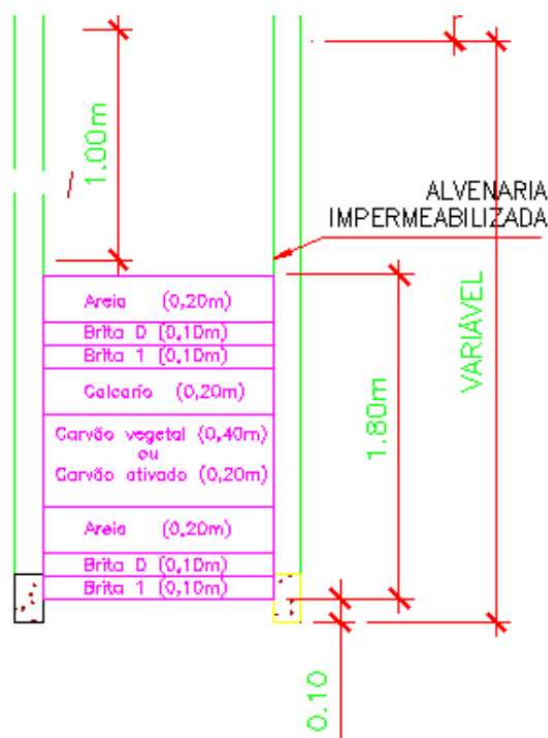 1.00m
ALVENARIA
IMPERMEABILIZADA
VARIÁVEL
Areia (0,20m)
Brita 0 (0,10m)
Brita 1 (0,10m)
Calcario (0,20m)
Carvão vegetal (0,40m)
ou
Carvão ativado (0,20m)
1.80m
Areia (0,20m)
Brita 0 (0,10m)
Brita 1 (0,10m)
0.10